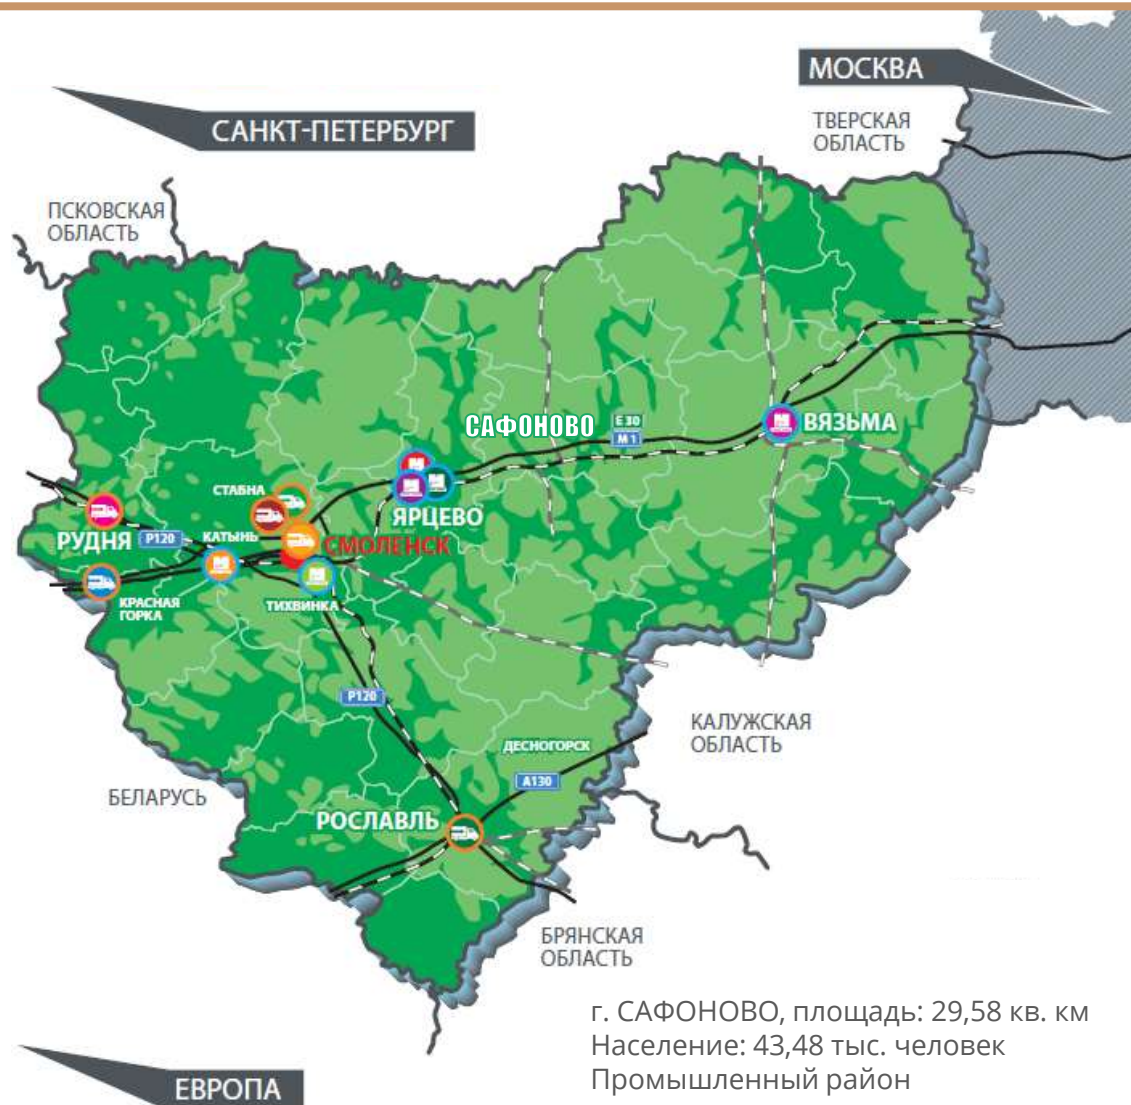 МОСКВА
САНКТ-ПЕТЕРБУРГ
ТВЕРСКАЯ
ОБЛАСТЬ
ПСКОВСКАЯ
ОБЛАСТЬ
САФОНОВО
E 30
M 1
ВЯЗЬМА
СТАБНА
ЯРЦЕВО
РУДНЯ
P120
КАТЫНЬ
СМОЛЕНСК
КРАСНАЯ
ГОРКА
ТИХВИНКА
P120
КАЛУЖСКАЯ
ОБЛАСТЬ
ДЕСНОГОРСК
A130
БЕЛАРУСЬ
РОСЛАВЛЬ
БРЯНСКАЯ
ОБЛАСТЬ
г. САФОНОВО, площадь: 29,58 кв. км
Население: 43,48 тыс. человек
Промышленный район
ЕВРОПА